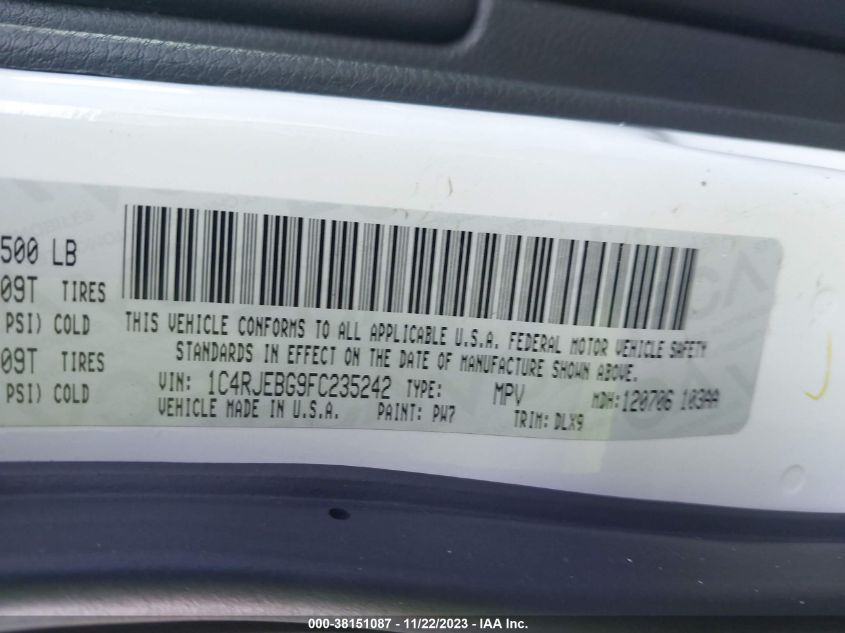 500 LB
09T TIRES
PSI) COLD
09T TIRES
PSI) COLD
THIS VEHICLE CONFORMS TO ALL APPLICABLE U.S.A. FEDERAL MOTOR VEHICLE SAFETY
STANDARDS IN EFFECT ON THE DATE OF MANUFACTURE SHOWN ABOVE.
VIN: 1C4RJEBG9FC235242 TYPE: MPV MDH:120706 103AA
VEHICLE MADE IN U.S.A. PAINT: PW7 TRIM: DLX9
000-38151087 - 11/22/2023 - IAA Inc.